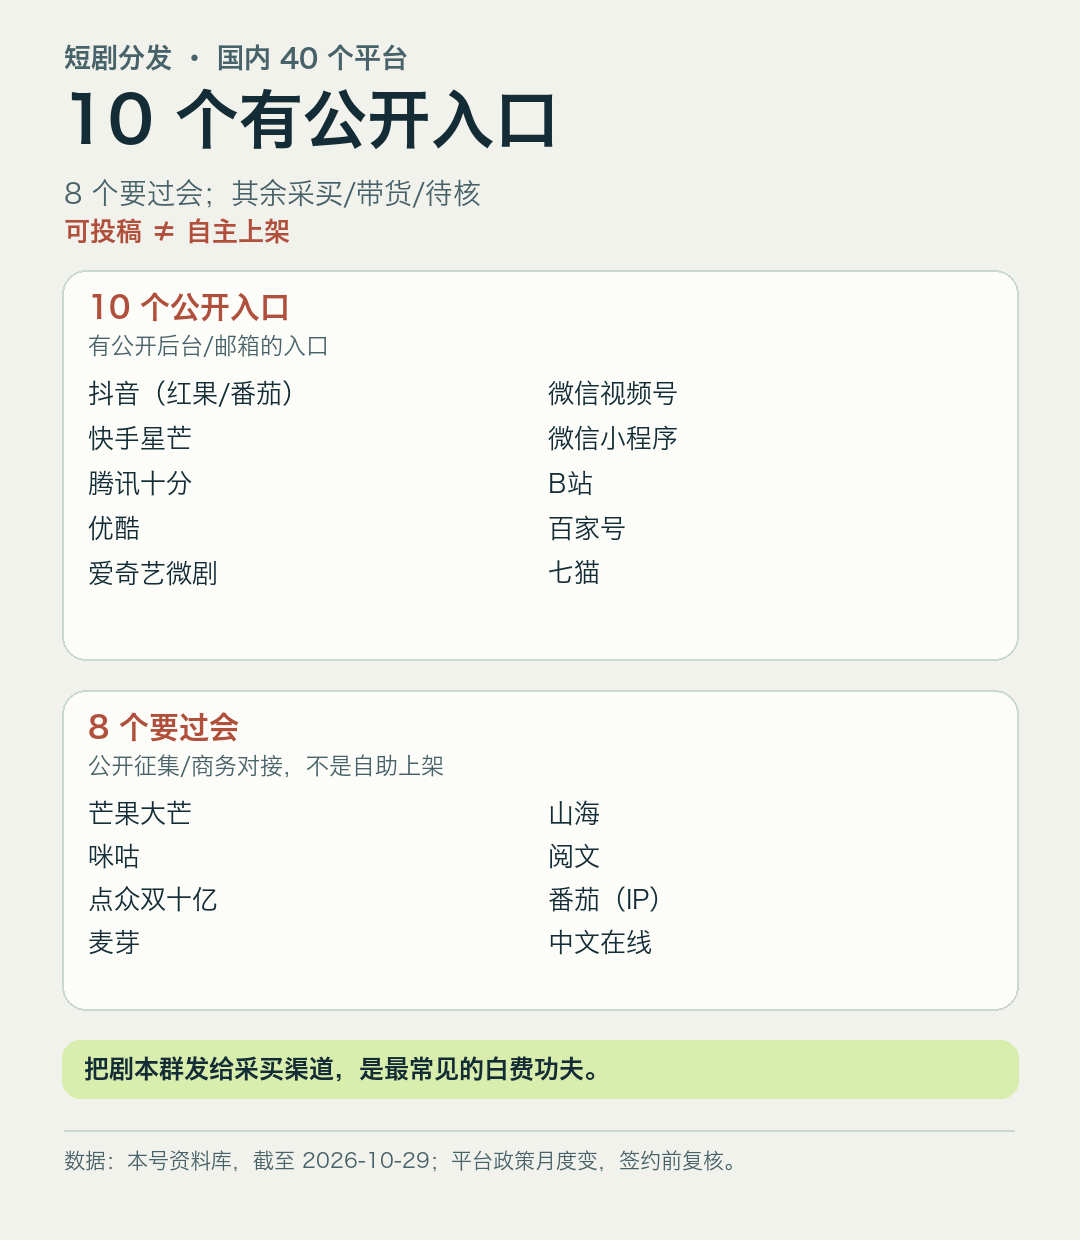 短剧分发 · 国内 40 个平台
10 个有公开入口
8 个要过会；其余采买/带货/待核
可投稿 ≠ 自主上架
10 个公开入口
有公开后台/邮箱的入口
抖音（红果/番茄）
微信视频号
快手星芒
微信小程序
腾讯十分
B站
优酷
百家号
爱奇艺微剧
七猫
8 个要过会
公开征集/商务对接，不是自助上架
芒果大芒
山海
咪咕
阅文
点众双十亿
番茄（IP）
麦芽
中文在线
把剧本群发给采买渠道，是最常见的白费功夫。
数据：本号资料库，截至 2026-10-29；平台政策月度变，签约前复核。